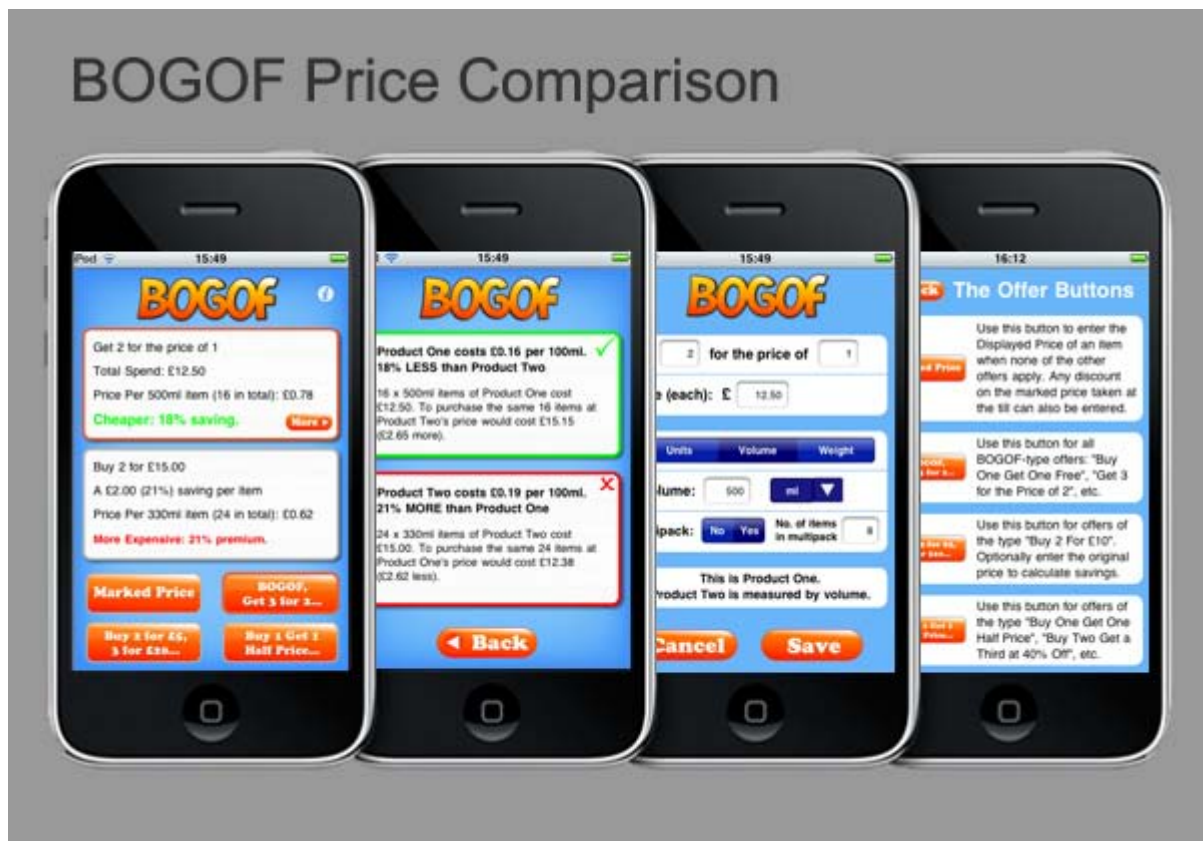 BOGOF Price Comparison
iPod
15:49
BOGOF
Get 2 for the price of 1
Total Spend: £12.50
Price Per 500ml item (16 in total): £0.78
Cheaper: 18% saving.
More
Buy 2 for £15.00
A £2.00 (21%) saving per item
Price Per 330ml item (24 in total): £0.62
More Expensive: 21% premium.
Marked Price
BOGOF,
Get 3 for 2...
Buy 2 for £5,
3 for £10...
Buy 1 Get 1
Half Price...
15:49
BOGOF
Product One costs £0.16 per 100ml.
18% LESS than Product Two
16 x 500ml items of Product One cost
£12.50. To purchase the same 16 items at
Product Two's price would cost £15.15
(£2.65 more).
Product Two costs £0.19 per 100ml.
21% MORE than Product One
24 x 330ml items of Product Two cost
£15.00. To purchase the same 24 items at
Product One's price would cost £12.38
(£2.62 less).
Back
15:49
BOGOF
2 for the price of 1
(each): £ 12.50
Units Volume Weight
500 ml
No Yes No. of items
in multipack 8
This is Product One.
Product Two is measured by volume.
Cancel Save
16:12
The Offer Buttons
Use this button to enter the
Displayed Price of an item
when none of the other
offers apply. Any discount
on the marked price taken at
the till can also be entered.
Use this button for all
BOGOF-type offers: "Buy
One Get One Free", "Get 3
for the Price of 2", etc.
Use this button for offers of
the type "Buy 2 For £10".
Optionally enter the original
price to calculate savings.
Use this button for offers of
the type "Buy One Get One
Half Price", "Buy Two Get a
Third at 40% Off", etc.